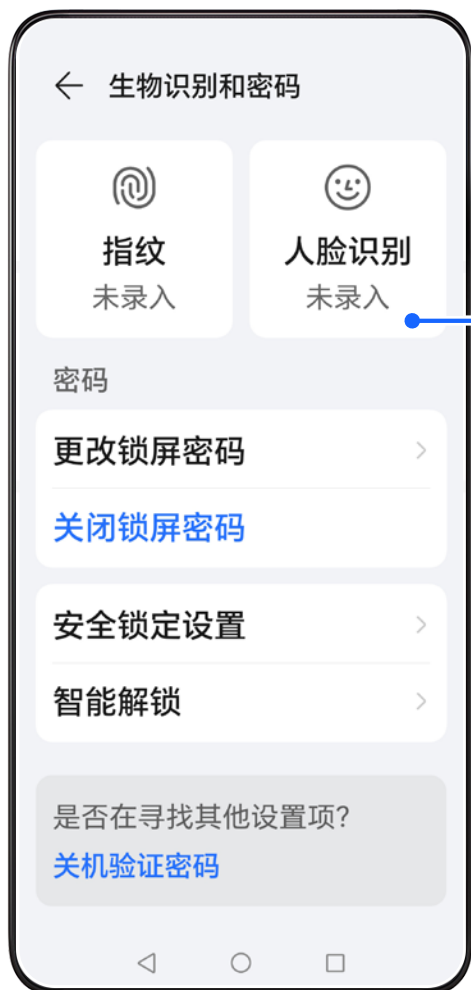 生物识别和密码
指纹
未录入
人脸识别
未录入
密码
更改锁屏密码
关闭锁屏密码
安全锁定设置
智能解锁
是否在寻找其他设置项?
关机验证密码